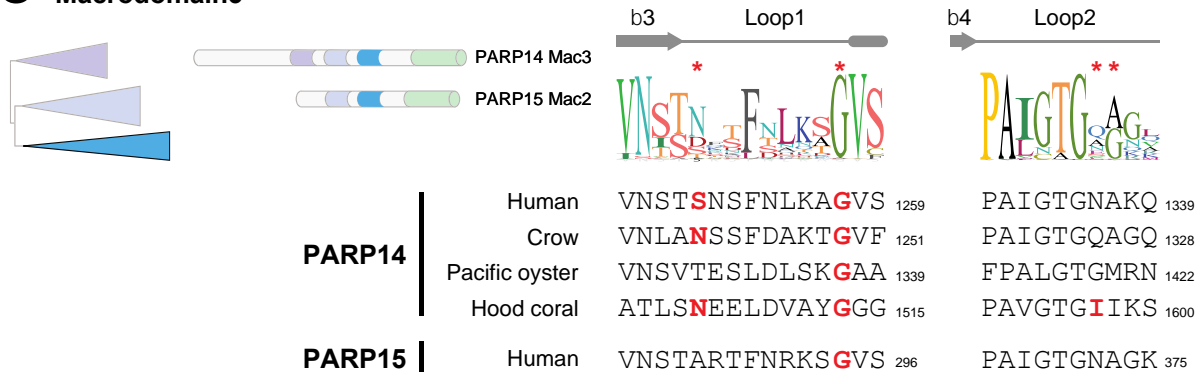 Macrodomains
b3 Loop1 b4 Loop2
PARP14 Mac3
PARP15 Mac2
* * * *
PARP14
Human VNSTSNSFNLKAGVS 1259 PAIGTGNAKQ 1339
Crow VNLANSSFDAKTGVF 1251 PAIGTGQAGQ 1328
Pacific oyster VNSVTESLDLSKGAA 1339 FPALGTGMRN 1422
Hood coral ATLSNEELDVAYGGG 1515 PAVGTGIIKS 1600
PARP15
Human VNSTARTFNRKSGVS 296 PAIGTGNAGK 375